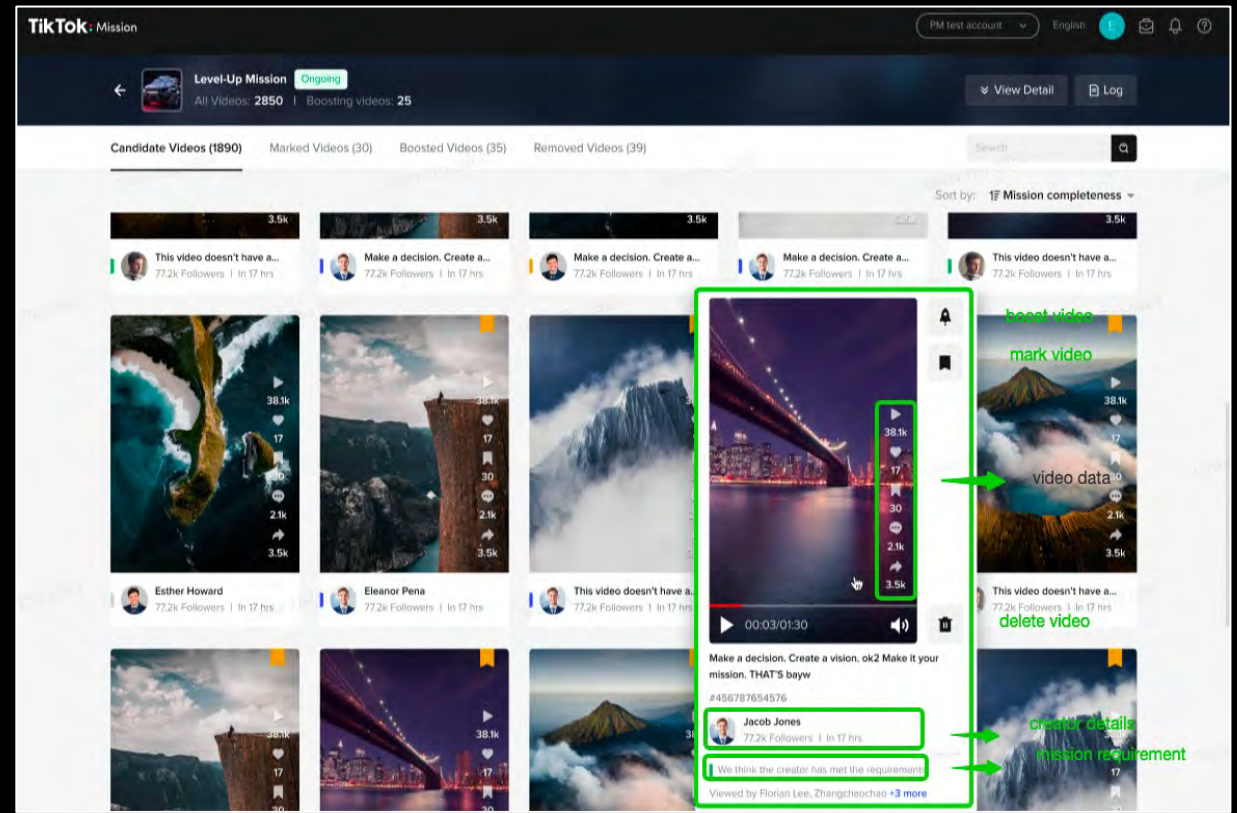 TikTok: Mission
PM test account
English
Level-Up Mission Ongoing
All Videos: 2850 | Boosting videos: 25
View Detail
Log
Candidate Videos (1890) Marked Videos (30) Boosted Videos (35) Removed Videos (39)
Search
Sort by: Mission completeness
3.5k 3.5k 3.5k 3.5k
This video doesn't have a...
77.2k Followers | In 17 hrs
Make a decision. Create a...
77.2k Followers | In 17 hrs
Make a decision. Create a...
77.2k Followers | In 17 hrs
Make a decision. Create a...
77.2k Followers | In 17 hrs
This video doesn't have a...
77.2k Followers | In 17 hrs
38.1k
17
30
2.1k
3.5k
Esther Howard
77.2k Followers | In 17 hrs
38.1k
17
30
2.1k
3.5k
Eleanor Pena
77.2k Followers | In 17 hrs
This video doesn't have a
77.2k Followers | In 17 hrs
38.1k
17
30
2.1k
3.5k
00:03/01:30
Make a decision. Create a vision. ok2 Make it your
mission. THAT'S bayw
#456787654576
Jacob Jones
77.2k Followers | In 17 hrs
We think the creator has met the requirements
Viewed by Florian Lee, Zhangchaochao +3 more
boost video
mark video
38.1k
17
video data
30
2.1k
3.5k
This video doesn't have a...
77.2k Followers | In 17 hrs
delete video
creator details
mission requirement
38.1k
17
30
38.1k
17
30
17